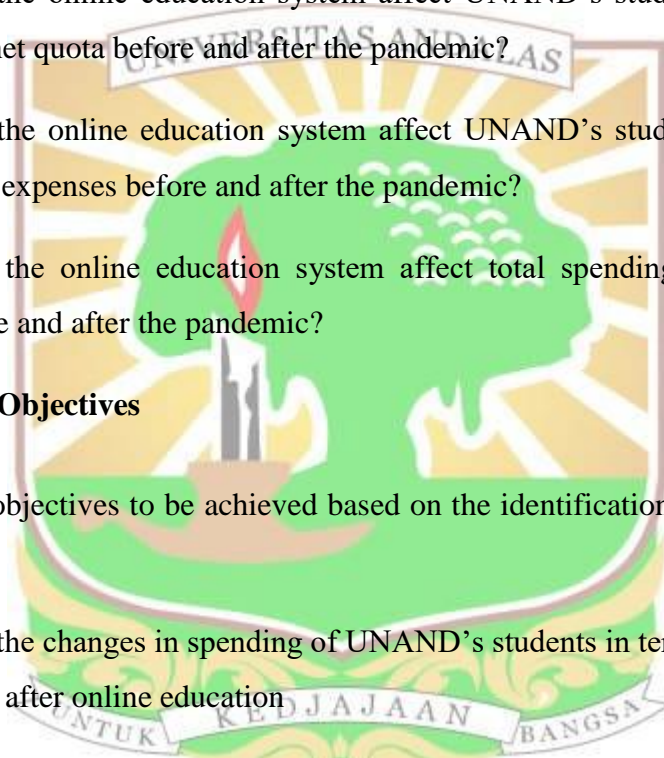 the online education system affect UNAND's stud
net quota before and after the pandemic?
UNIVERSITAS ANDALAS
the online education system affect UNAND's stud
expenses before and after the pandemic?
the online education system affect total spending
e and after the pandemic?
Objectives
objectives to be achieved based on the identification
the changes in spending of UNAND's students in ter
after online education
UNTUK KEDJAJAAN BANGSA